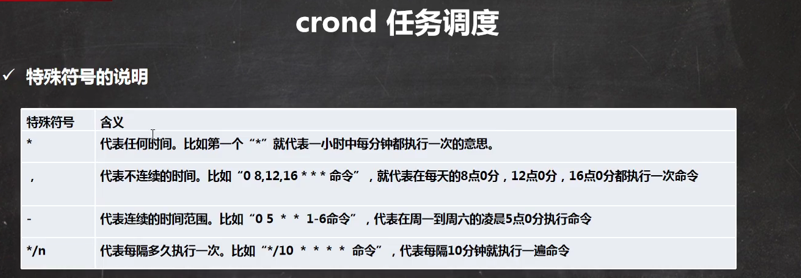 crond 任务调度
✓ 特殊符号的说明
特殊符号 含义
* 代表任何时间。比如第一个“*”就代表一小时中每分钟都执行一次的意思。
， 代表不连续的时间。比如“0 8,12,16 * * * 命令”，就代表在每天的8点0分，12点0分，16点0分都执行一次命令
- 代表连续的时间范围。比如“0 5 * * 1-6命令”，代表在周一到周六的凌晨5点0分执行命令
*/n 代表每隔多久执行一次。比如“*/10 * * * * 命令”，代表每隔10分钟就执行一遍命令